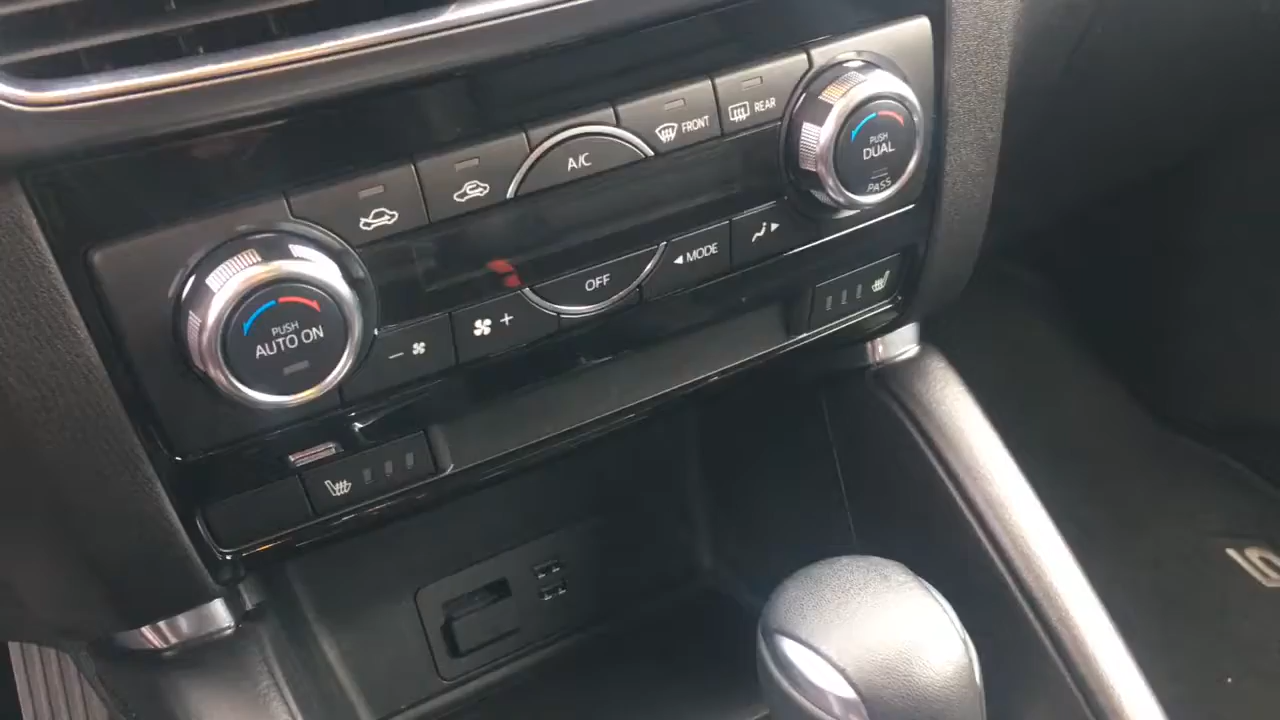 A/C
FRONT
REAR
PUSH
DUAL
PASS
PUSH
AUTO ON
− +
OFF
◀ MODE
▶